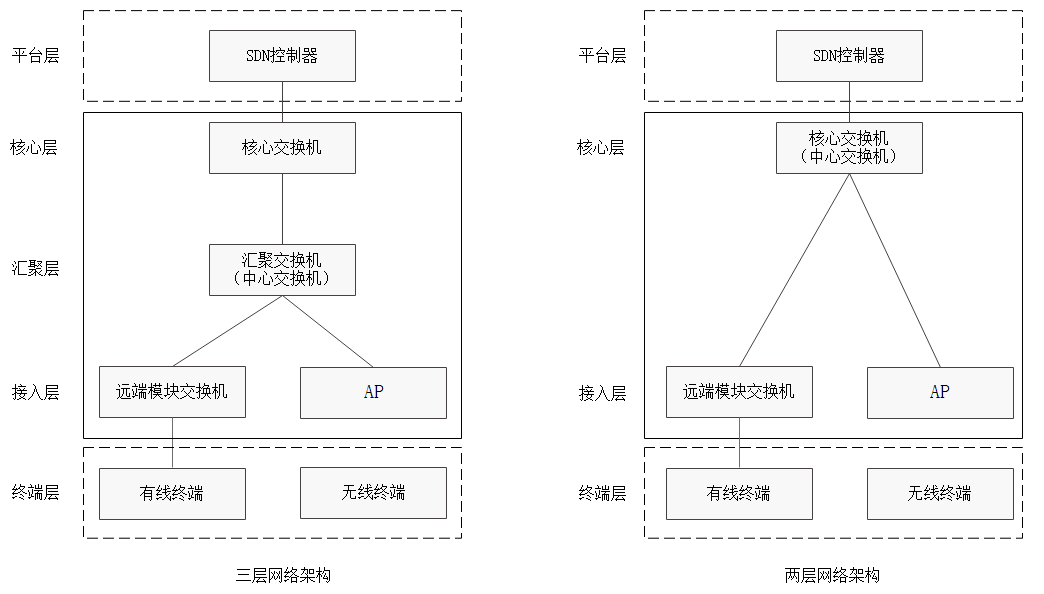 平台层
SDN控制器
核心层
核心交换机
汇聚层
汇聚交换机
（中心交换机）
接入层
远端模块交换机
AP
终端层
有线终端
无线终端
三层网络架构
平台层
SDN控制器
核心层
核心交换机
（中心交换机）
接入层
远端模块交换机
AP
终端层
有线终端
无线终端
两层网络架构